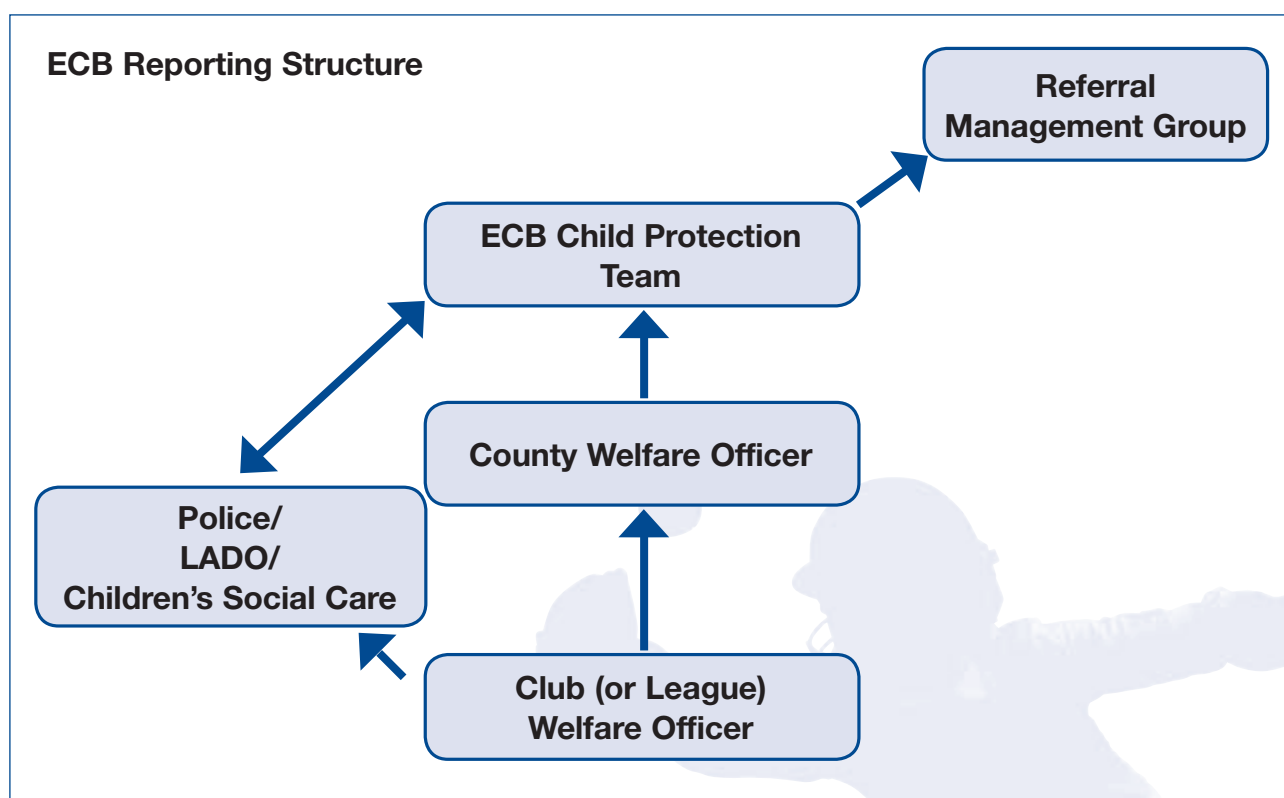 ECB Reporting Structure
Referral
Management Group
ECB Child Protection
Team
County Welfare Officer
Police/
LADO/
Children’s Social Care
Club (or League)
Welfare Officer